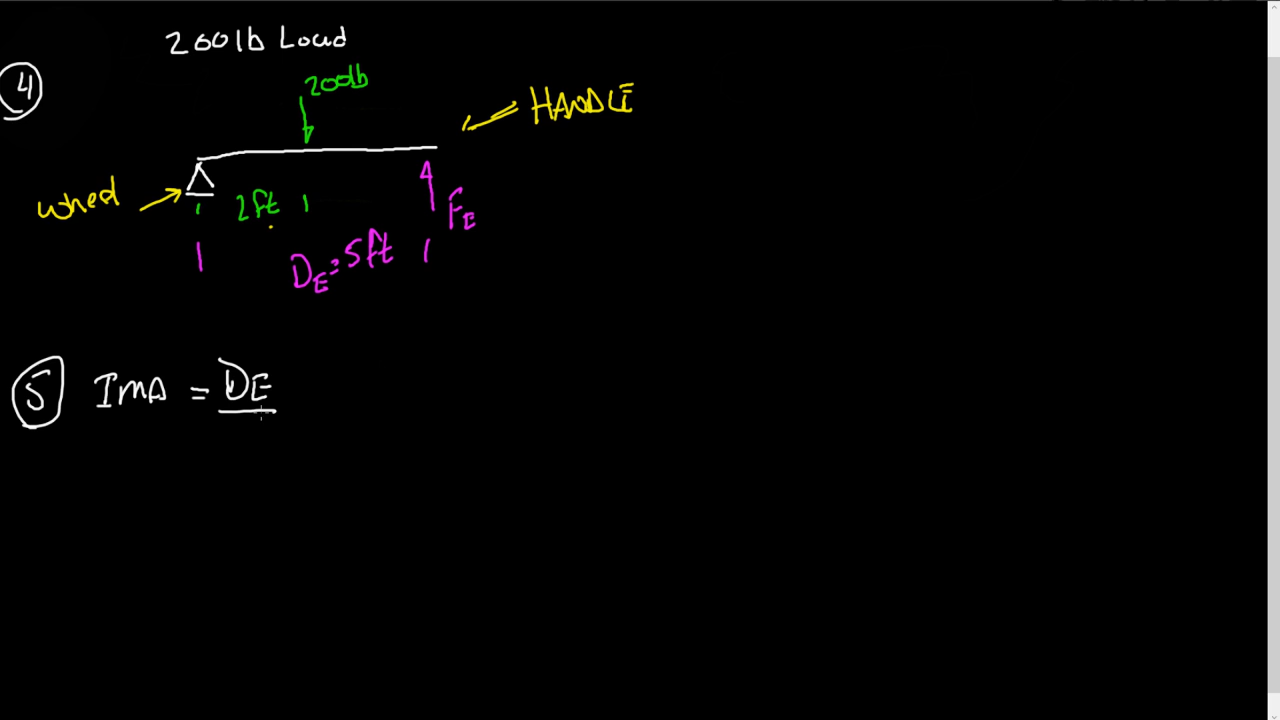 200lb Load
4
200lb
HANDLE
wheel
2ft
FE
DE=5ft
5 IMA = DE